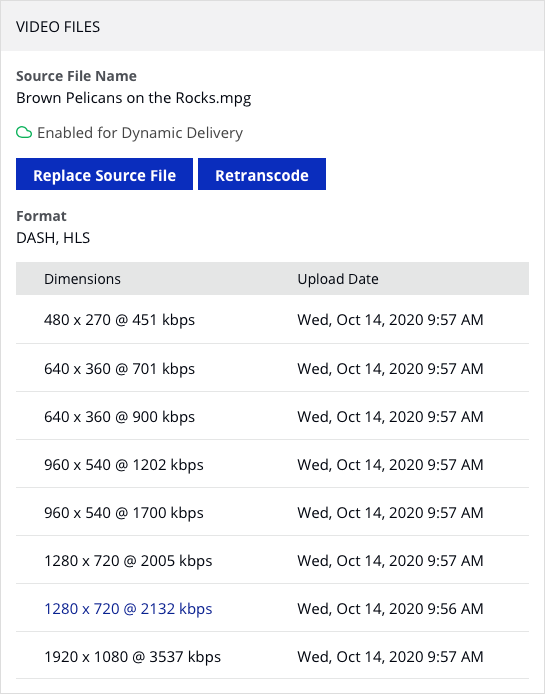 VIDEO FILES
Source File Name
Brown Pelicans on the Rocks.mpg
Enabled for Dynamic Delivery
Replace Source File Retranscode
Format
DASH, HLS
Dimensions Upload Date
480 x 270 @ 451 kbps Wed, Oct 14, 2020 9:57 AM
640 x 360 @ 701 kbps Wed, Oct 14, 2020 9:57 AM
640 x 360 @ 900 kbps Wed, Oct 14, 2020 9:57 AM
960 x 540 @ 1202 kbps Wed, Oct 14, 2020 9:57 AM
960 x 540 @ 1700 kbps Wed, Oct 14, 2020 9:57 AM
1280 x 720 @ 2005 kbps Wed, Oct 14, 2020 9:57 AM
1280 x 720 @ 2132 kbps Wed, Oct 14, 2020 9:56 AM
1920 x 1080 @ 3537 kbps Wed, Oct 14, 2020 9:57 AM